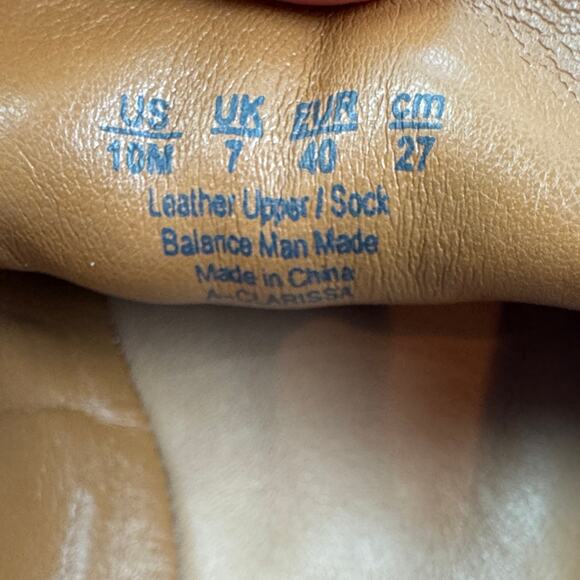 US UK EUR cm
10M 7 40 27
Leather Upper / Sock
Balance Man Made
Made in China
A-CLARISSA